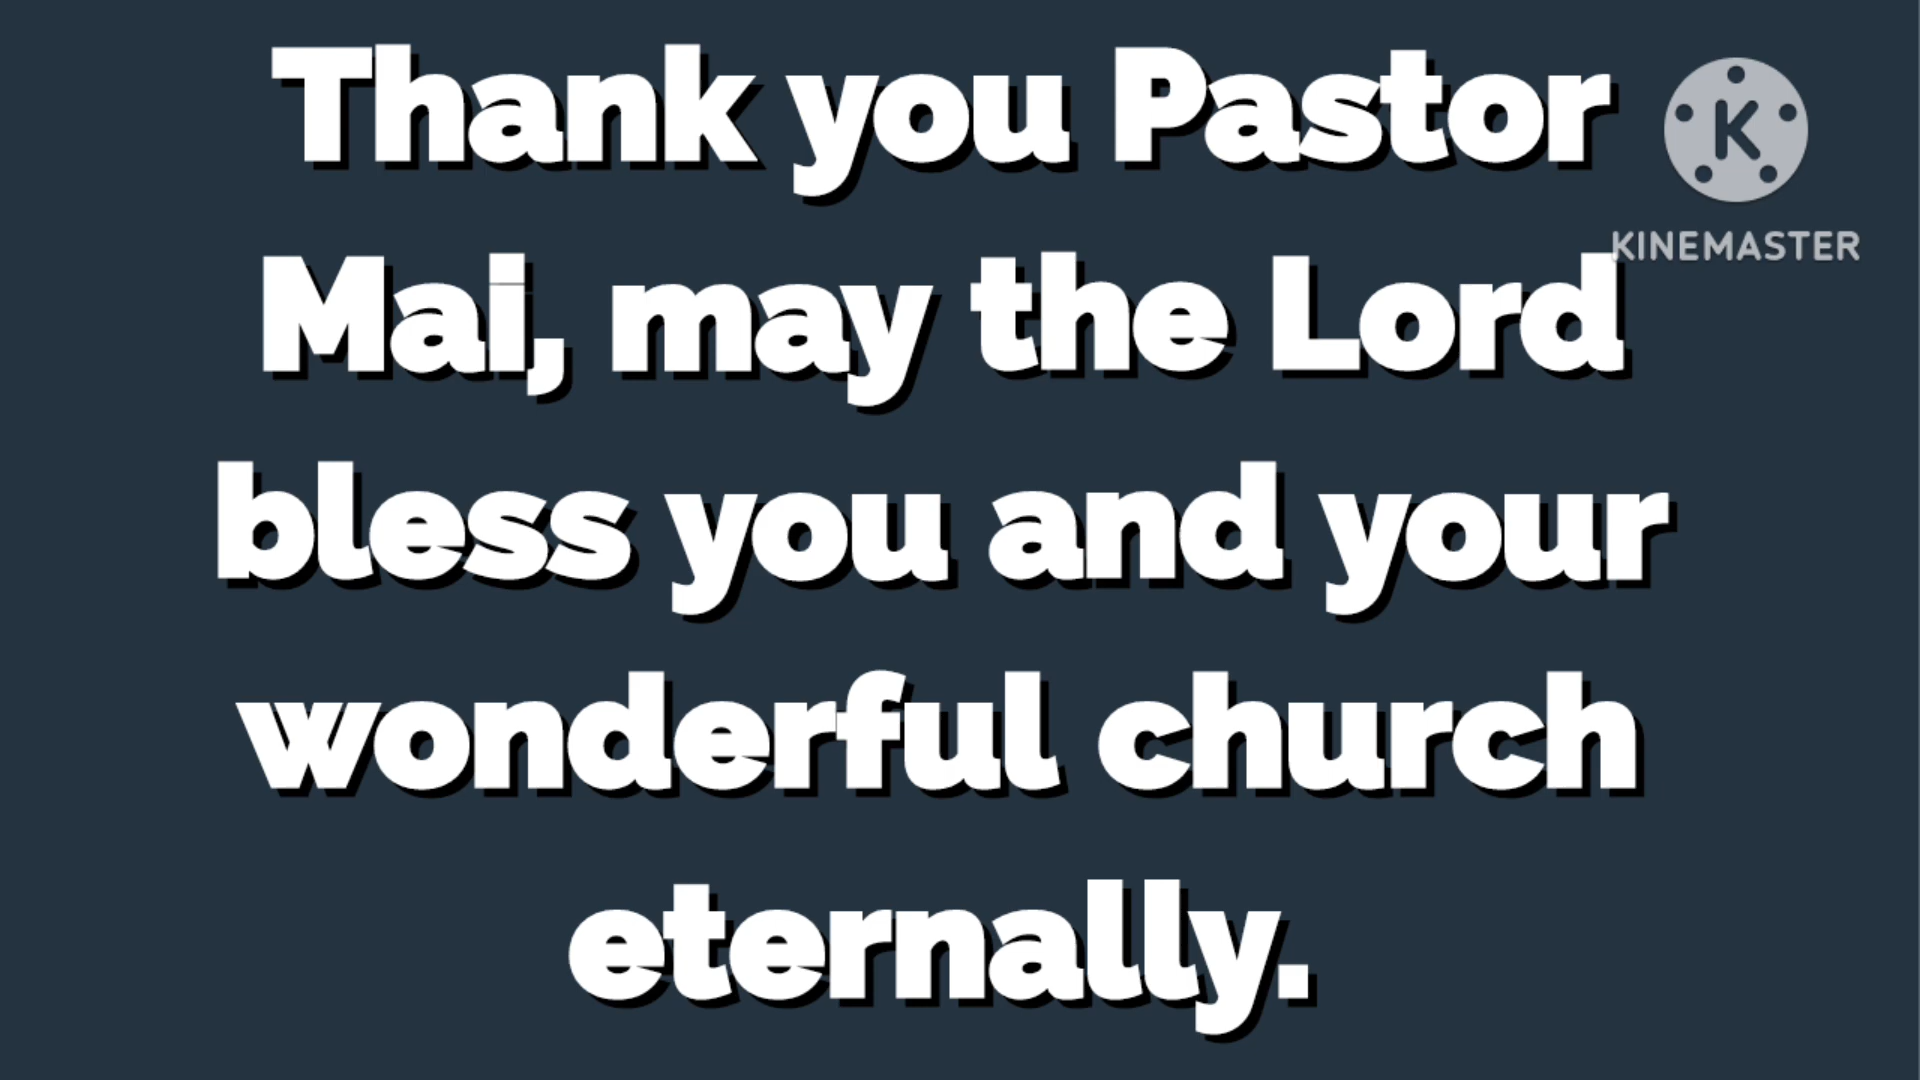 Thank you Pastor
K
KINEMASTER
Mai, may the Lord
bless you and your
wonderful church
eternally.